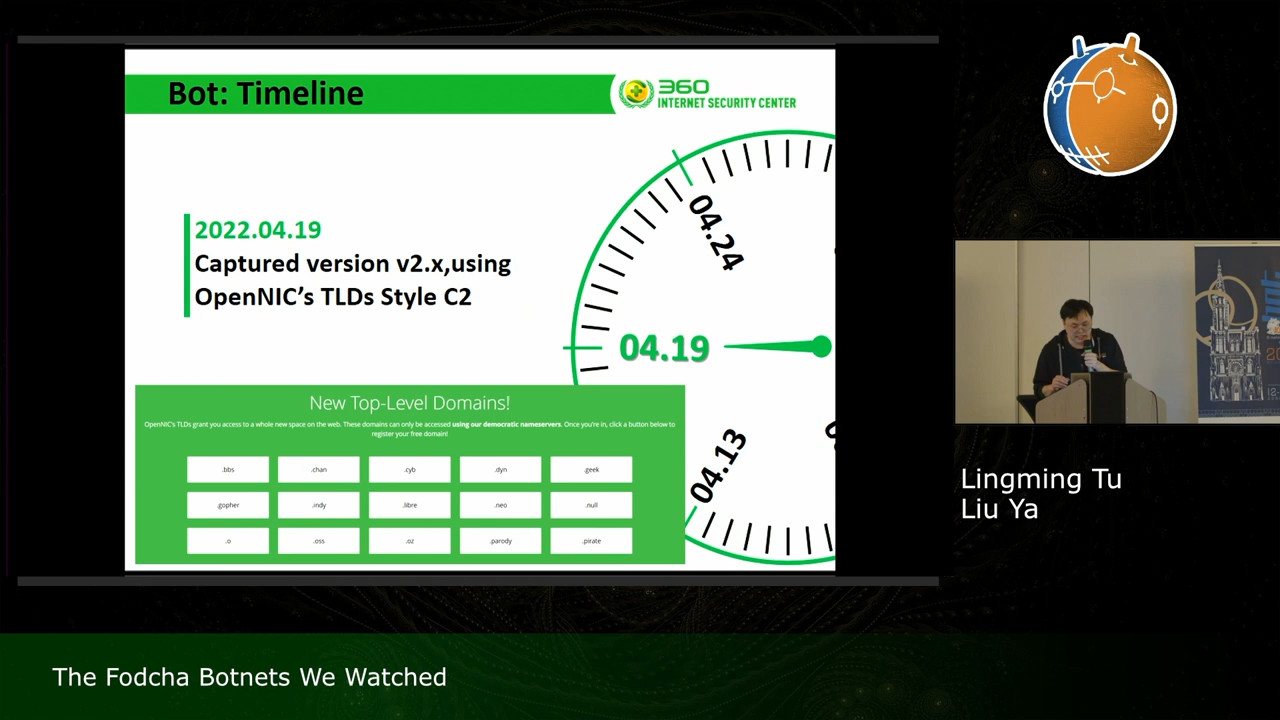 Bot: Timeline
360
INTERNET SECURITY CENTER
2022.04.19
Captured version v2.x,using
OpenNIC’s TLDs Style C2
04.24
04.19
04.13
New Top-Level Domains!
OpenNIC's TLDs grant you access to a whole new space on the web. These domains can only be accessed using our democratic nameservers. Once you're in, click a button below to
register your free domain!
.bbs
.chan
.cyb
.dyn
.geek
.gopher
.indy
.libre
.neo
.null
.o
.oss
.oz
.parody
.pirate
Lingming Tu
Liu Ya
The Fodcha Botnets We Watched